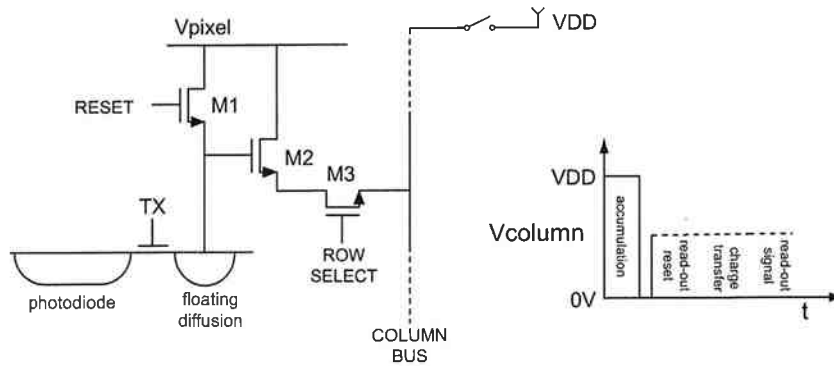 Vpixel
VDD
RESET
M1
M2
M3
TX
ROW
SELECT
photodiode
floating
diffusion
COLUMN
BUS
VDD
Vcolumn
0V
accumulation
reset
read-out
transfer
charge
signal
read-out
t